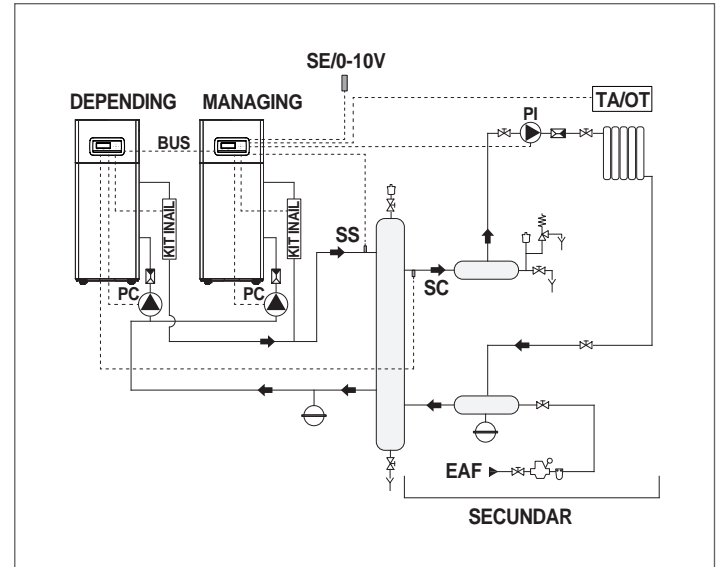 SE/0-10V
DEPENDING MANAGING TA/OT
BUS PI
KIT INAIL KIT INAIL
SS
SC
PC PC
EAF
SECUNDAR